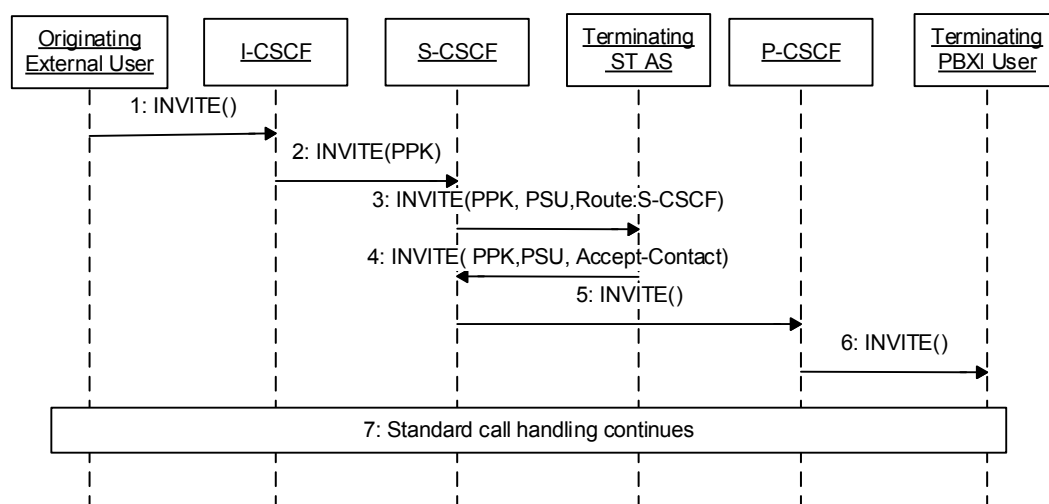 Originating
External User
I-CSCF
S-CSCF
Terminating
ST AS
P-CSCF
Terminating
PBXI User
1: INVITE()
2: INVITE(PPK)
3: INVITE(PPK, PSU,Route:S-CSCF)
4: INVITE( PPK,PSU, Accept-Contact)
5: INVITE()
6: INVITE()
7: Standard call handling continues